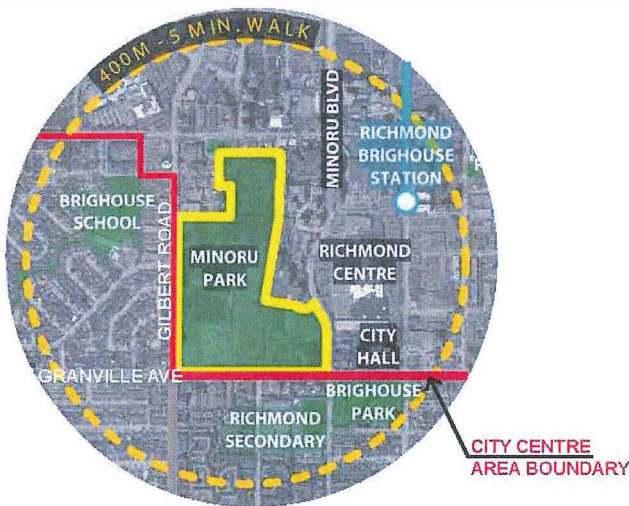 400M - 5 MIN. WALK
MINORU BLVD
RICHMOND
BRIGHOUSE
STATION
BRIGHOUSE
SCHOOL
GILBERT ROAD
MINORU
PARK
RICHMOND
CENTRE
CITY
HALL
GRANVILLE AVE
BRIGHOUSE
PARK
RICHMOND
SECONDARY
CITY CENTRE
AREA BOUNDARY